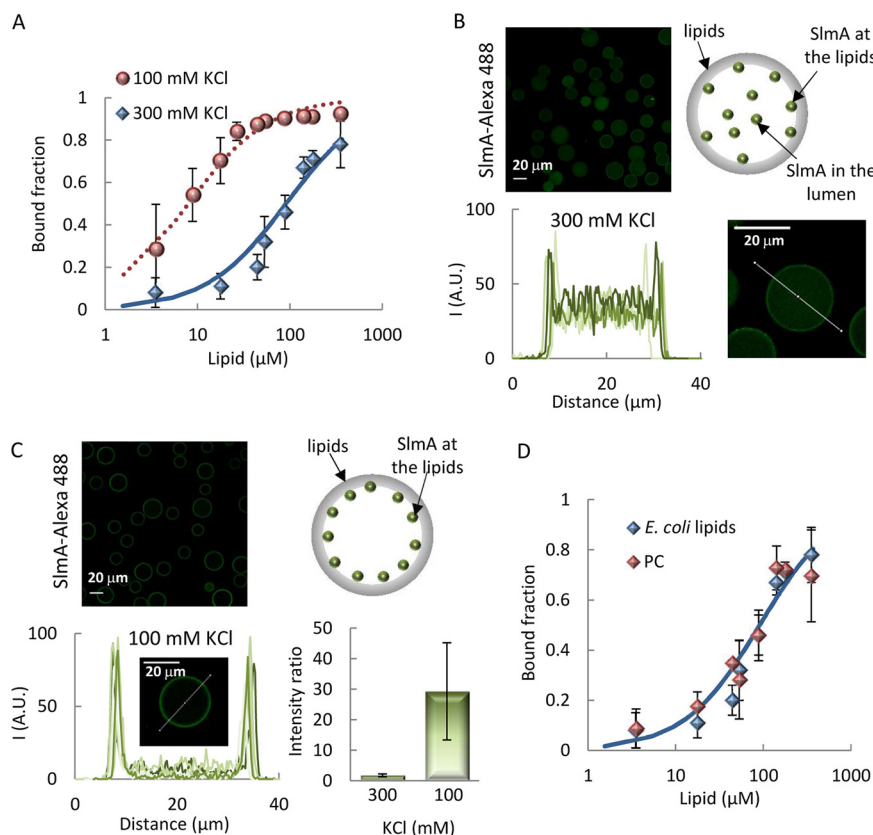 A
100 mM KCl
300 mM KCl
1
0.8
0.6
0.4
0.2
0
Bound fraction
1 10 100 1000
Lipid (μM)
B
SlmA-Alexa 488
20 μm
lipids
SlmA at
the lipids
SlmA in the
lumen
300 mM KCl
100
50
0
I (A.U.)
0 20 40
Distance (μm)
20 μm
C
SlmA-Alexa 488
20 μm
lipids
SlmA at
the lipids
100 mM KCl
20 μm
100
50
0
I (A.U.)
0 20 40
Distance (μm)
50
40
30
20
10
0
Intensity ratio
300 100
KCl (mM)
D
E. coli lipids
PC
1
0.8
0.6
0.4
0.2
0
Bound fraction
1 10 100 1000
Lipid (μM)